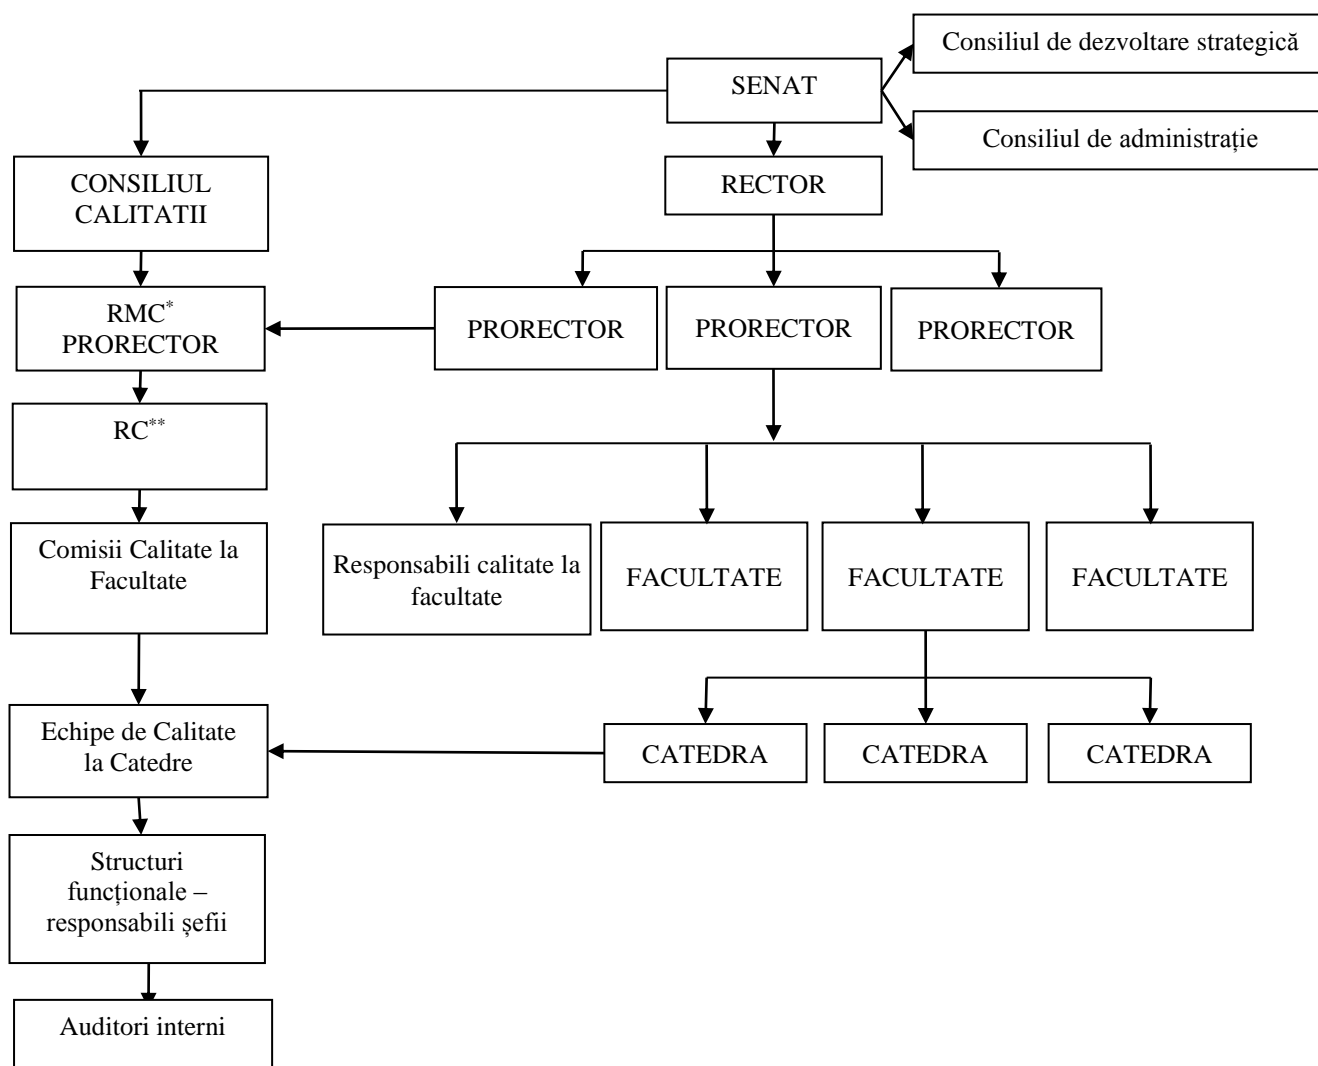 Consiliul de dezvoltare strategică
SENAT
Consiliul de administrație
CONSILIUL
CALITATII
RECTOR
RMC*
PRORECTOR
PRORECTOR
PRORECTOR
PRORECTOR
RC**
Comisii Calitate la
Facultate
Responsabili calitate la
facultate
FACULTATE
FACULTATE
FACULTATE
Echipe de Calitate
la Catedre
CATEDRA
CATEDRA
CATEDRA
Structuri
funcționale –
responsabili șefii
Auditori interni